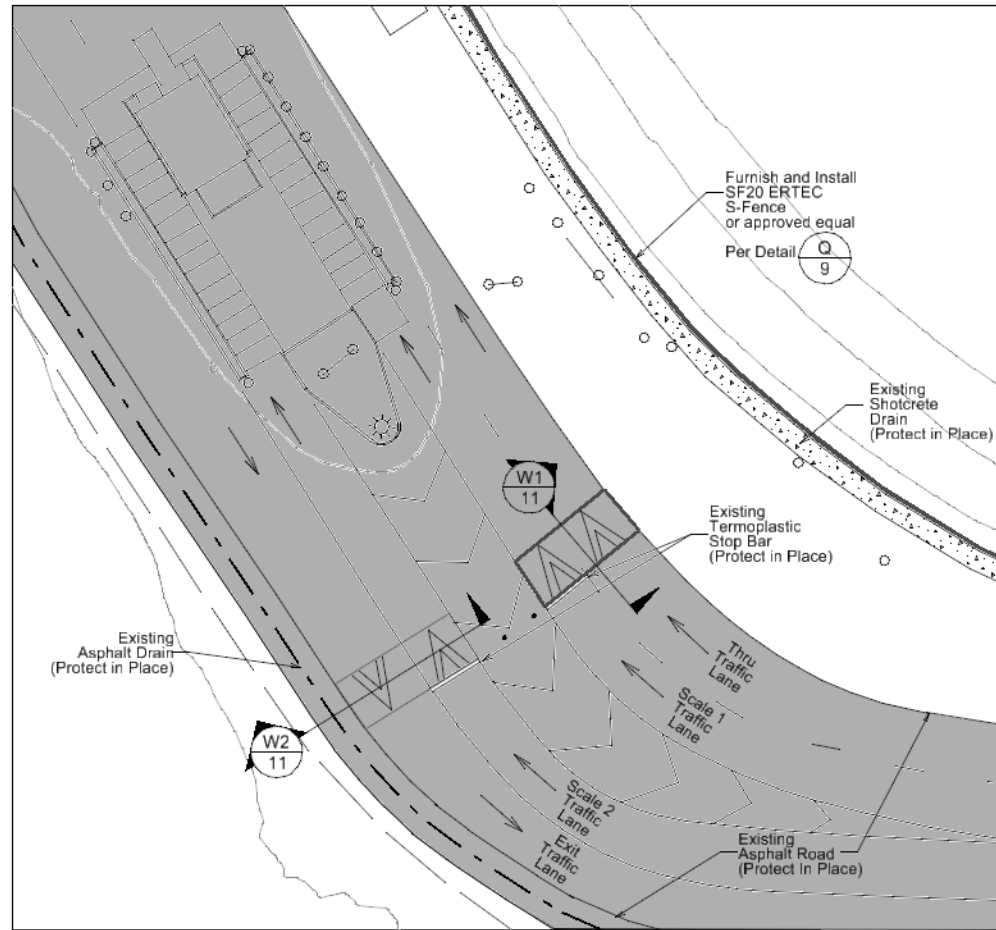 Furnish and Install
SF20 ERTEC
S-Fence
or approved equal
Per Detail
Q
9
Existing
Shotcrete
Drain
(Protect in Place)
W1
11
Existing
Termoplastic
Stop Bar
(Protect in Place)
Existing
Asphalt Drain
(Protect in Place)
Thru
Traffic
Lane
Scale 1
Traffic
Lane
W2
11
Scale 2
Traffic
Lane
Exit
Traffic
Lane
Existing
Asphalt Road
(Protect In Place)